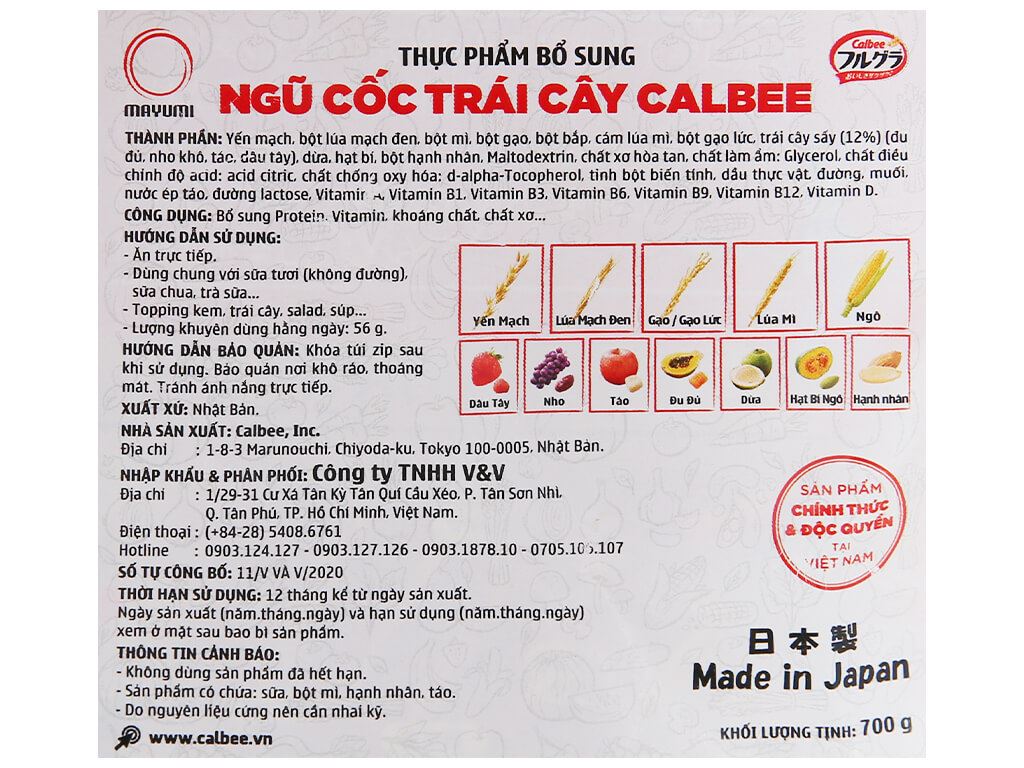 MAYUMI
THỰC PHẨM BỔ SUNG
Calbee
フルグラ
NGŨ CỐC TRÁI CÂY CALBEE
THÀNH PHẦN: Yến mạch, bột lúa mạch đen, bột mì, bột gạo, bột bắp, cám lúa mì, bột gạo lức, trái cây sấy (12%) (đu
đủ, nho khô, táo, dâu tây), dừa, hạt bí, bột hạnh nhân, Maltodextrin, chất xơ hòa tan, chất làm ẩm: Glycerol, chất điều
chỉnh độ acid: acid citric, chất chống oxy hóa: d-alpha-Tocopherol, tinh bột biến tính, dầu thực vật, đường, muối,
nước ép táo, đường lactose, Vitamin A, Vitamin B1, Vitamin B3, Vitamin B6, Vitamin B9, Vitamin B12, Vitamin D.
CÔNG DỤNG: Bổ sung Protein, Vitamin, khoáng chất, chất xơ...
HƯỚNG DẪN SỬ DỤNG:
- Ăn trực tiếp.
- Dùng chung với sữa tươi (không đường),
sữa chua, trà sữa...
- Topping kem, trái cây, salad, súp...
- Lượng khuyên dùng hằng ngày: 56 g.
Yến Mạch Lúa Mạch Đen Gạo / Gạo Lức Lúa Mì Ngô
HƯỚNG DẪN BẢO QUẢN: Khóa túi zip sau
khi sử dụng. Bảo quản nơi khô ráo, thoáng
mát. Tránh ánh nắng trực tiếp.
Dâu Tây Nho Táo Đu Đủ Dừa Hạt Bí Ngô Hạnh nhân
XUẤT XỨ: Nhật Bản.
NHÀ SẢN XUẤT: Calbee, Inc.
Địa chỉ : 1-8-3 Marunouchi, Chiyoda-ku, Tokyo 100-0005, Nhật Bản.
NHẬP KHẨU & PHÂN PHỐI: Công ty TNHH V&V
Địa chỉ : 1/29-31 Cư Xá Tân Kỳ Tân Quí Cầu Xéo, P. Tân Sơn Nhì,
Q. Tân Phú, TP. Hồ Chí Minh, Việt Nam.
Điện thoại : (+84-28) 5408.6761
Hotline : 0903.124.127 - 0903.127.126 - 0903.1878.10 - 0705.106.107
SẢN PHẨM
CHÍNH THỨC
& ĐỘC QUYỀN
TẠI
VIỆT NAM
SỐ TỰ CÔNG BỐ: 11/V VÀ V/2020
THỜI HẠN SỬ DỤNG: 12 tháng kể từ ngày sản xuất.
Ngày sản xuất (năm.tháng.ngày) và hạn sử dụng (năm.tháng.ngày)
xem ở mặt sau bao bì sản phẩm.
THÔNG TIN CẢNH BÁO:
- Không dùng sản phẩm đã hết hạn.
- Sản phẩm có chứa: sữa, bột mì, hạnh nhân, táo.
- Do nguyên liệu cứng nên cần nhai kỹ.
日本製
Made in Japan
www.calbee.vn
KHỐI LƯỢNG TỊNH: 700 g